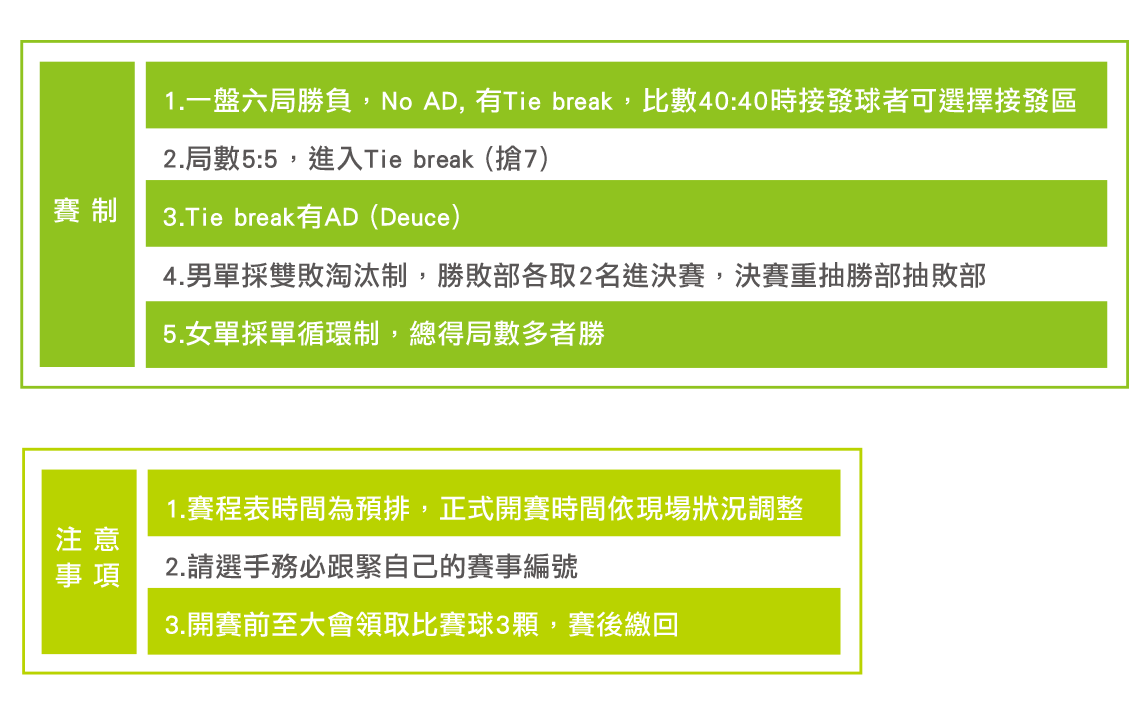 賽制
1.一盤六局勝負，No AD, 有Tie break，比數40:40時接發球者可選擇接發區
2.局數5:5，進入Tie break (搶7)
3.Tie break有AD (Deuce)
4.男單採雙敗淘汰制，勝敗部各取2名進決賽，決賽重抽勝部抽敗部
5.女單採單循環制，總得局數多者勝
注意
事項
1.賽程表時間為預排，正式開賽時間依現場狀況調整
2.請選手務必跟緊自己的賽事編號
3.開賽前至大會領取比賽球3顆，賽後繳回